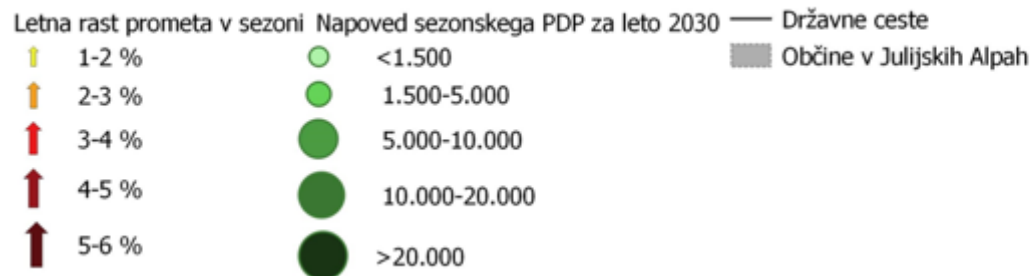 Letna rast prometa v sezoni Napoved sezonskega PDP za leto 2030 Državne ceste
1-2 % <1.500 Občine v Julijskih Alpah
2-3 % 1.500-5.000
3-4 % 5.000-10.000
4-5 % 10.000-20.000
5-6 % >20.000